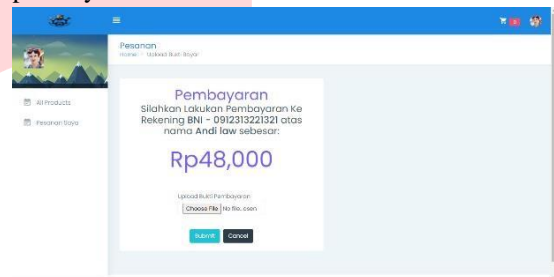 Pesanan
Home Upload Bukti Bayar
All Products
Pesanan Saya
Pembayaran
Silahkan Lakukan Pembayaran Ke
Rekening BNI - 0912313221321 atas
nama Andi law sebesar:
Rp48,000
Upload Bukti Pembayaran
Choose File No file...osen
Submit Cancel